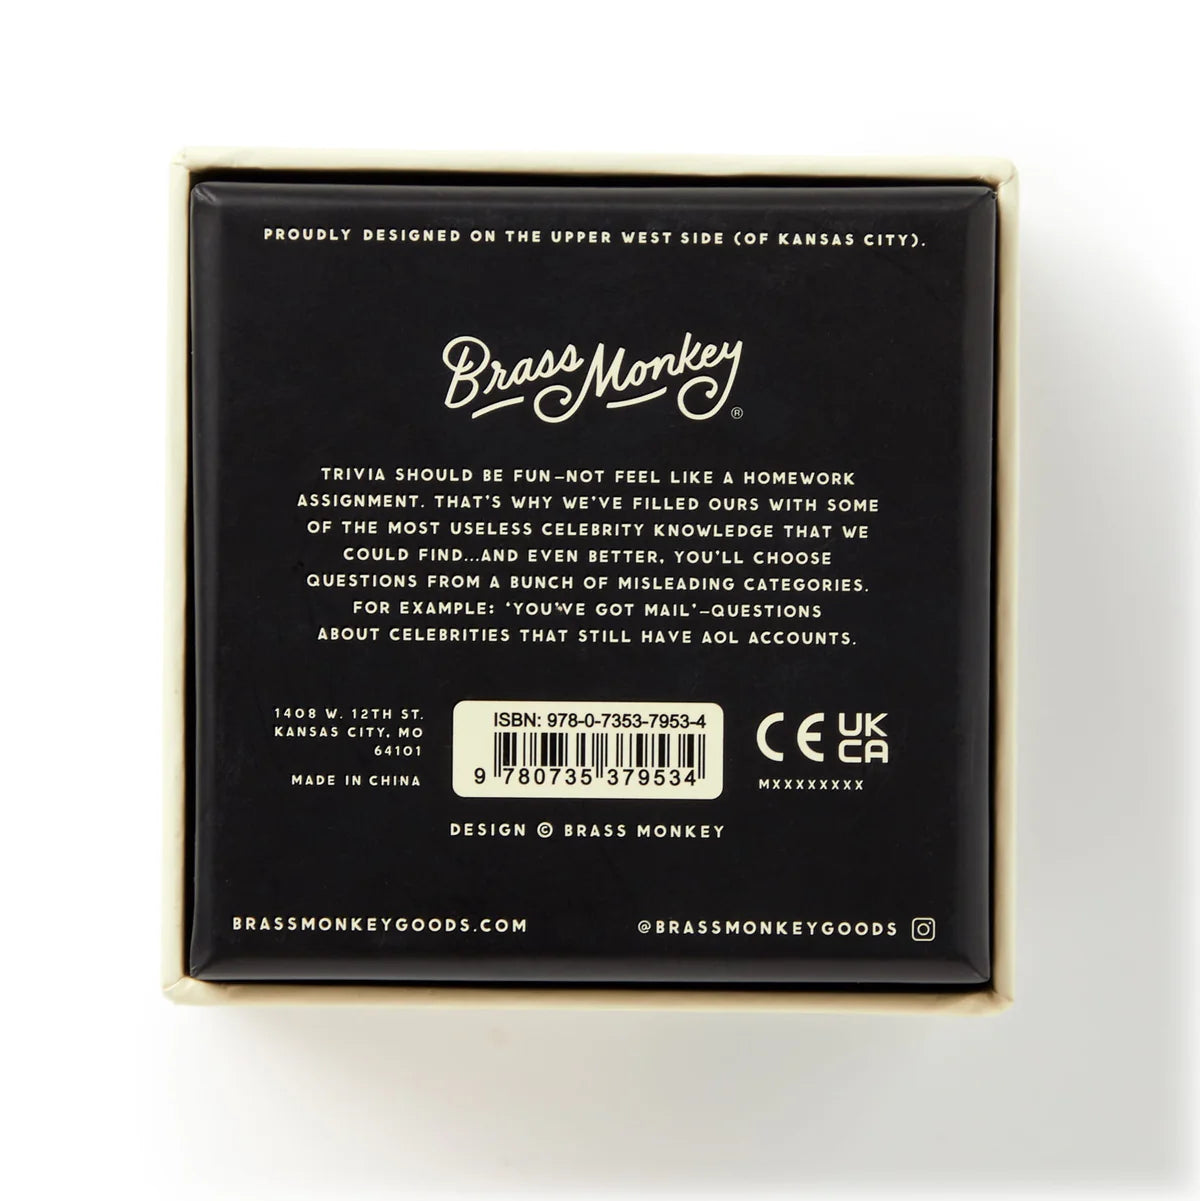 PROUDLY DESIGNED ON THE UPPER WEST SIDE (OF KANSAS CITY).
Brass Monkey ®
TRIVIA SHOULD BE FUN–NOT FEEL LIKE A HOMEWORK
ASSIGNMENT. THAT'S WHY WE'VE FILLED OURS WITH SOME
OF THE MOST USELESS CELEBRITY KNOWLEDGE THAT WE
COULD FIND...AND EVEN BETTER, YOU'LL CHOOSE
QUESTIONS FROM A BUNCH OF MISLEADING CATEGORIES.
FOR EXAMPLE: 'YOU'VE GOT MAIL'–QUESTIONS
ABOUT CELEBRITIES THAT STILL HAVE AOL ACCOUNTS.
1408 W. 12TH ST.
KANSAS CITY, MO
64101
MADE IN CHINA
ISBN: 978-0-7353-7953-4
9 780735 379534
CE UK
CA
MXXXXXXXXX
DESIGN © BRASS MONKEY
BRASSMONKEYGOODS.COM
@BRASSMONKEYGOODS